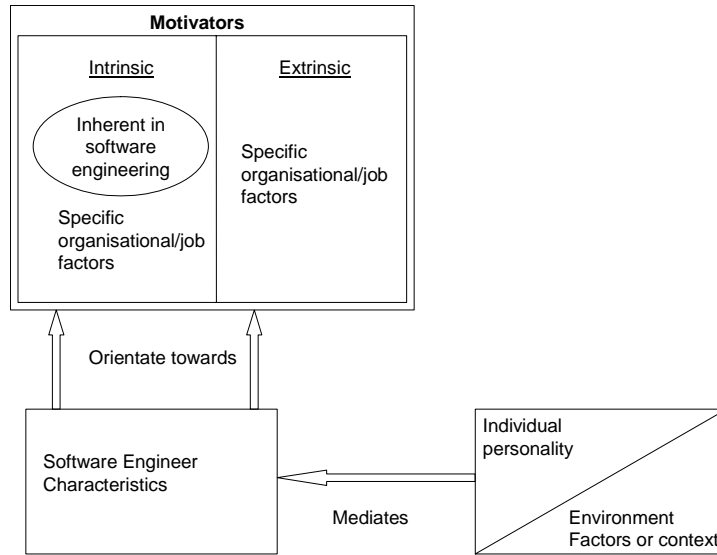 Motivators
Intrinsic
Inherent in
software
engineering
Specific
organisational/job
factors
Extrinsic
Specific
organisational/job
factors
Orientate towards
Software Engineer
Characteristics
Mediates
Individual
personality
Environment
Factors or context